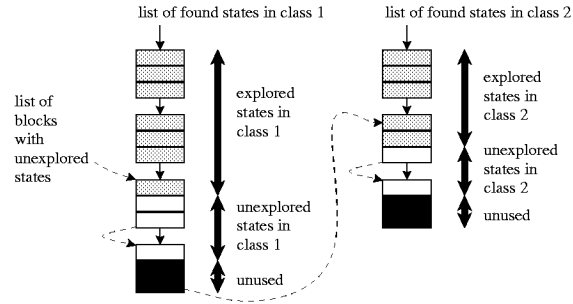 list of found states in class 1
list of found states in class 2
list of
blocks
with
unexplored
states
explored
states in
class 1
unexplored
states in
class 1
unused
explored
states in
class 2
unexplored
states in
class 2
unused